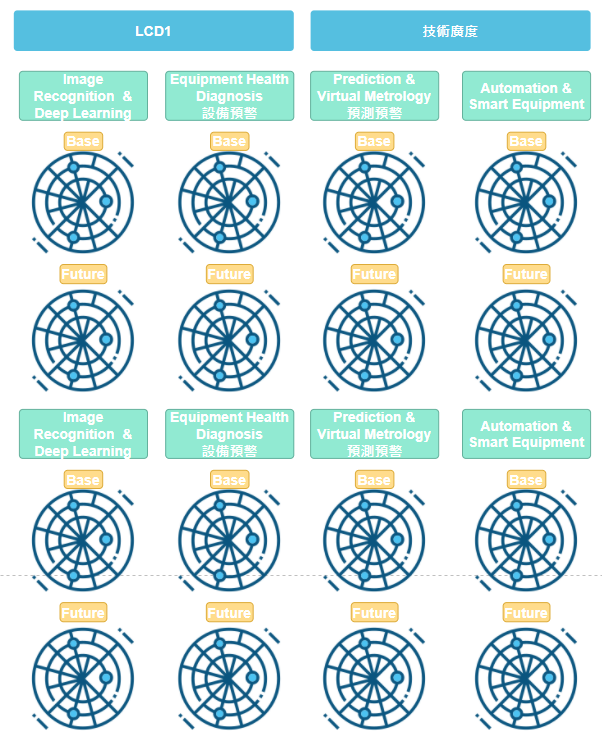 LCD1
技術廣度
Image
Recognition &
Deep Learning
Equipment Health
Diagnosis
設備預警
Prediction &
Virtual Metrology
預測預警
Automation &
Smart Equipment
Base
Base
Base
Base
Future
Future
Future
Future
Image
Recognition &
Deep Learning
Equipment Health
Diagnosis
設備預警
Prediction &
Virtual Metrology
預測預警
Automation &
Smart Equipment
Base
Base
Base
Base
Future
Future
Future
Future